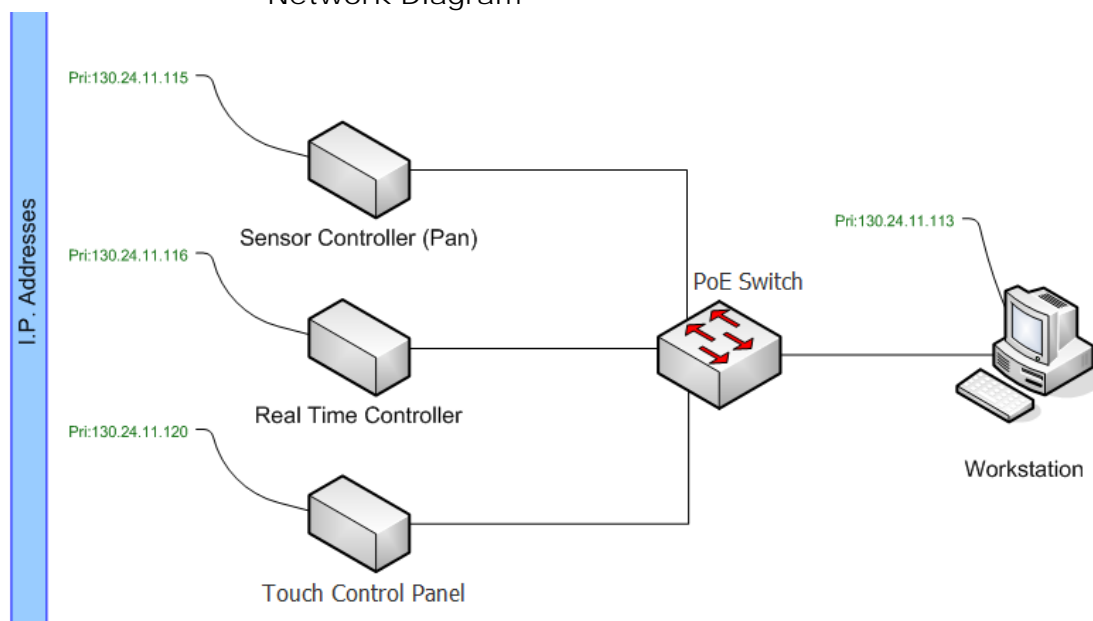 Network Diagram
I.P. Addresses
Pri:130.24.11.115
Sensor Controller (Pan)
Pri:130.24.11.116
Real Time Controller
Pri:130.24.11.120
Touch Control Panel
PoE Switch
Pri:130.24.11.113
Workstation